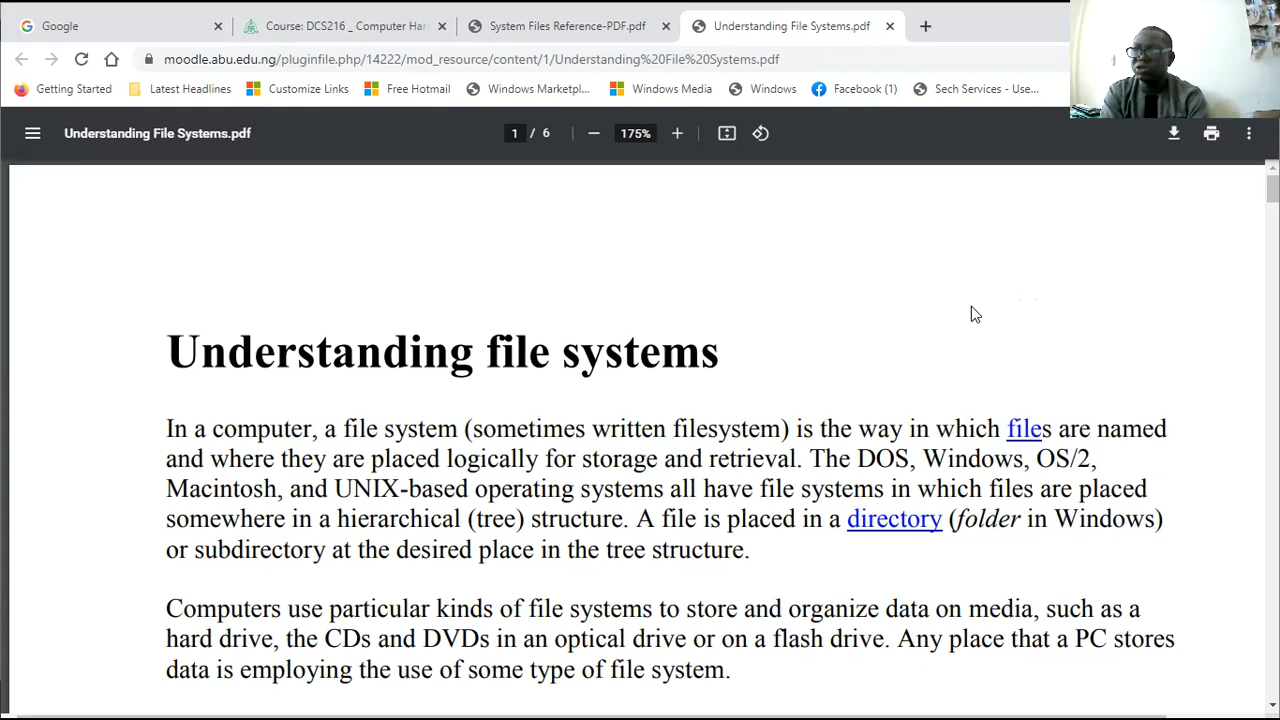 Google
Course: DCS216 _ Computer Har
System Files Reference-PDF.pdf
Understanding File Systems.pdf
moodle.abu.edu.ng/pluginfile.php/14222/mod_resource/content/1/Understanding%20File%20Systems.pdf
Getting Started
Latest Headlines
Customize Links
Free Hotmail
Windows Marketpl...
Windows Media
Windows
Facebook (1)
Sech Services - Use...
Understanding File Systems.pdf
1 / 6
175%
Understanding file systems
In a computer, a file system (sometimes written filesystem) is the way in which files are named
and where they are placed logically for storage and retrieval. The DOS, Windows, OS/2,
Macintosh, and UNIX-based operating systems all have file systems in which files are placed
somewhere in a hierarchical (tree) structure. A file is placed in a directory (folder in Windows)
or subdirectory at the desired place in the tree structure.
Computers use particular kinds of file systems to store and organize data on media, such as a
hard drive, the CDs and DVDs in an optical drive or on a flash drive. Any place that a PC stores
data is employing the use of some type of file system.